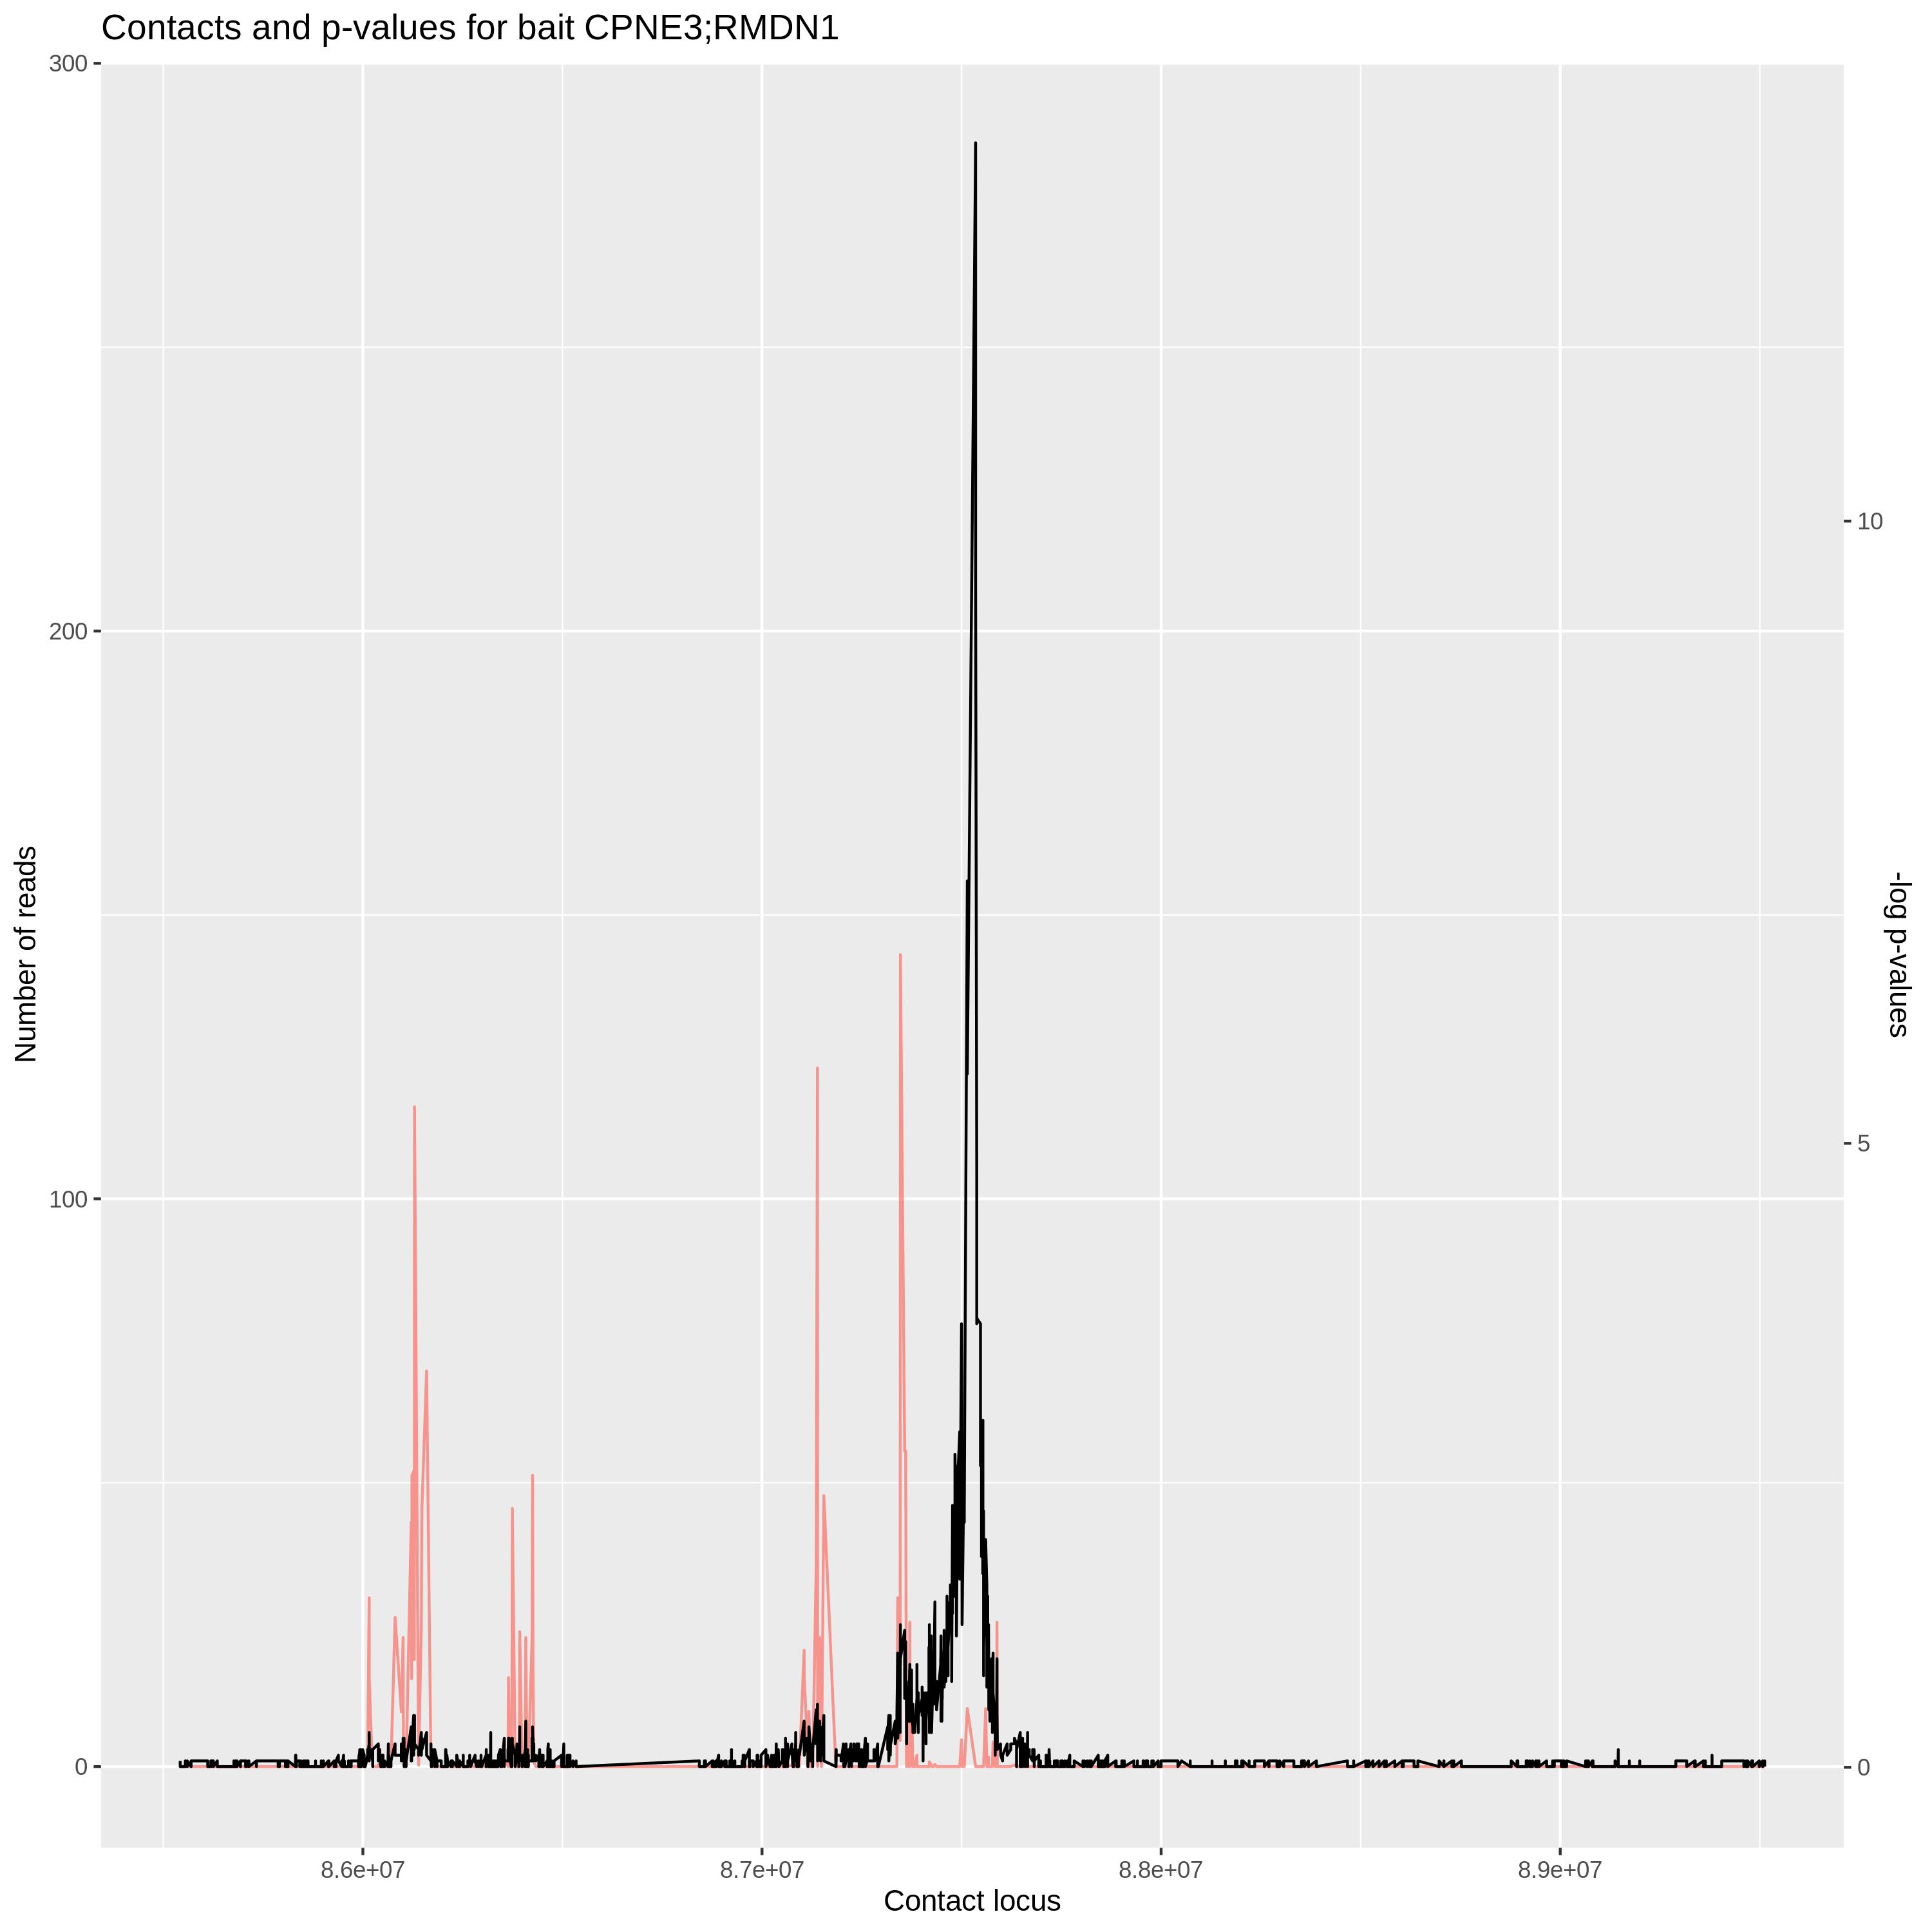 Contacts and p-values for bait CPNE3;RMDN1
300
200
100
0
Number of reads
10
5
0
-log p-values
8.6e+07 8.7e+07 8.8e+07 8.9e+07
Contact locus